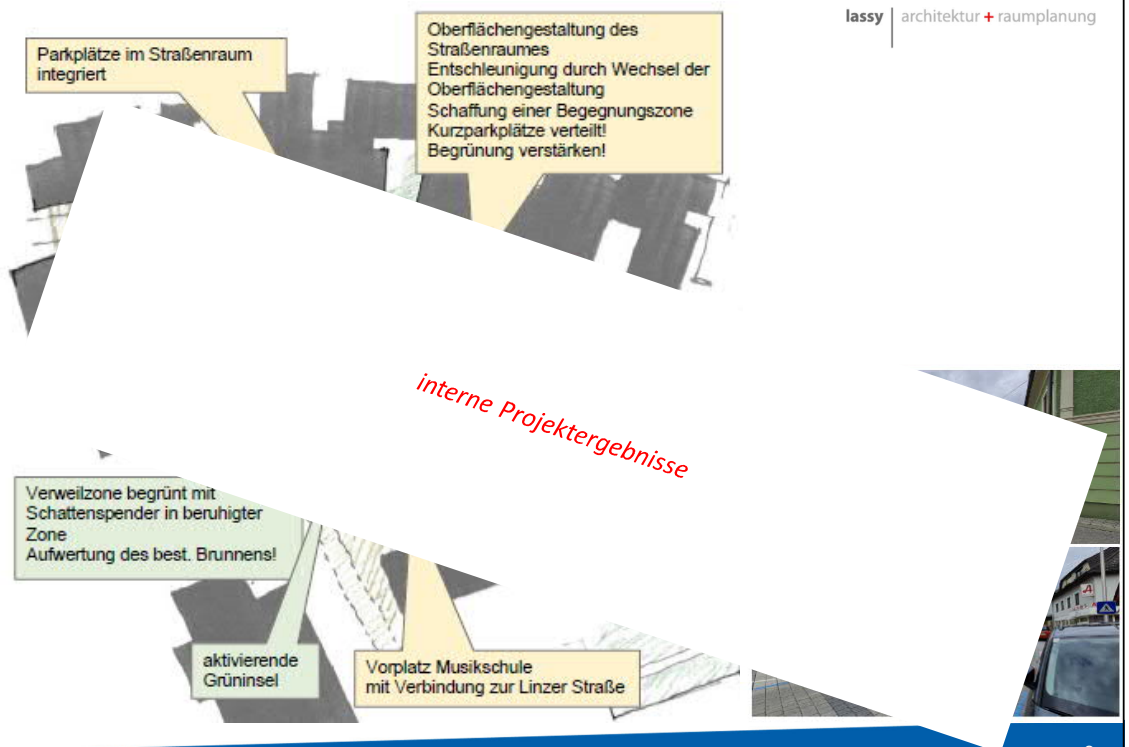 lassy | architektur + raumplanung
Parkplätze im Straßenraum
integriert
Oberflächengestaltung des
Straßenraumes
Entschleunigung durch Wechsel der
Oberflächengestaltung
Schaffung einer Begegnungszone
Kurzparkplätze verteilt!
Begrünung verstärken!
interne Projektergebnisse
Verweilzone begrünt mit
Schattenspender in beruhigter
Zone
Aufwertung des best. Brunnens!
aktivierende
Grüninsel
Vorplatz Musikschule
mit Verbindung zur Linzer Straße